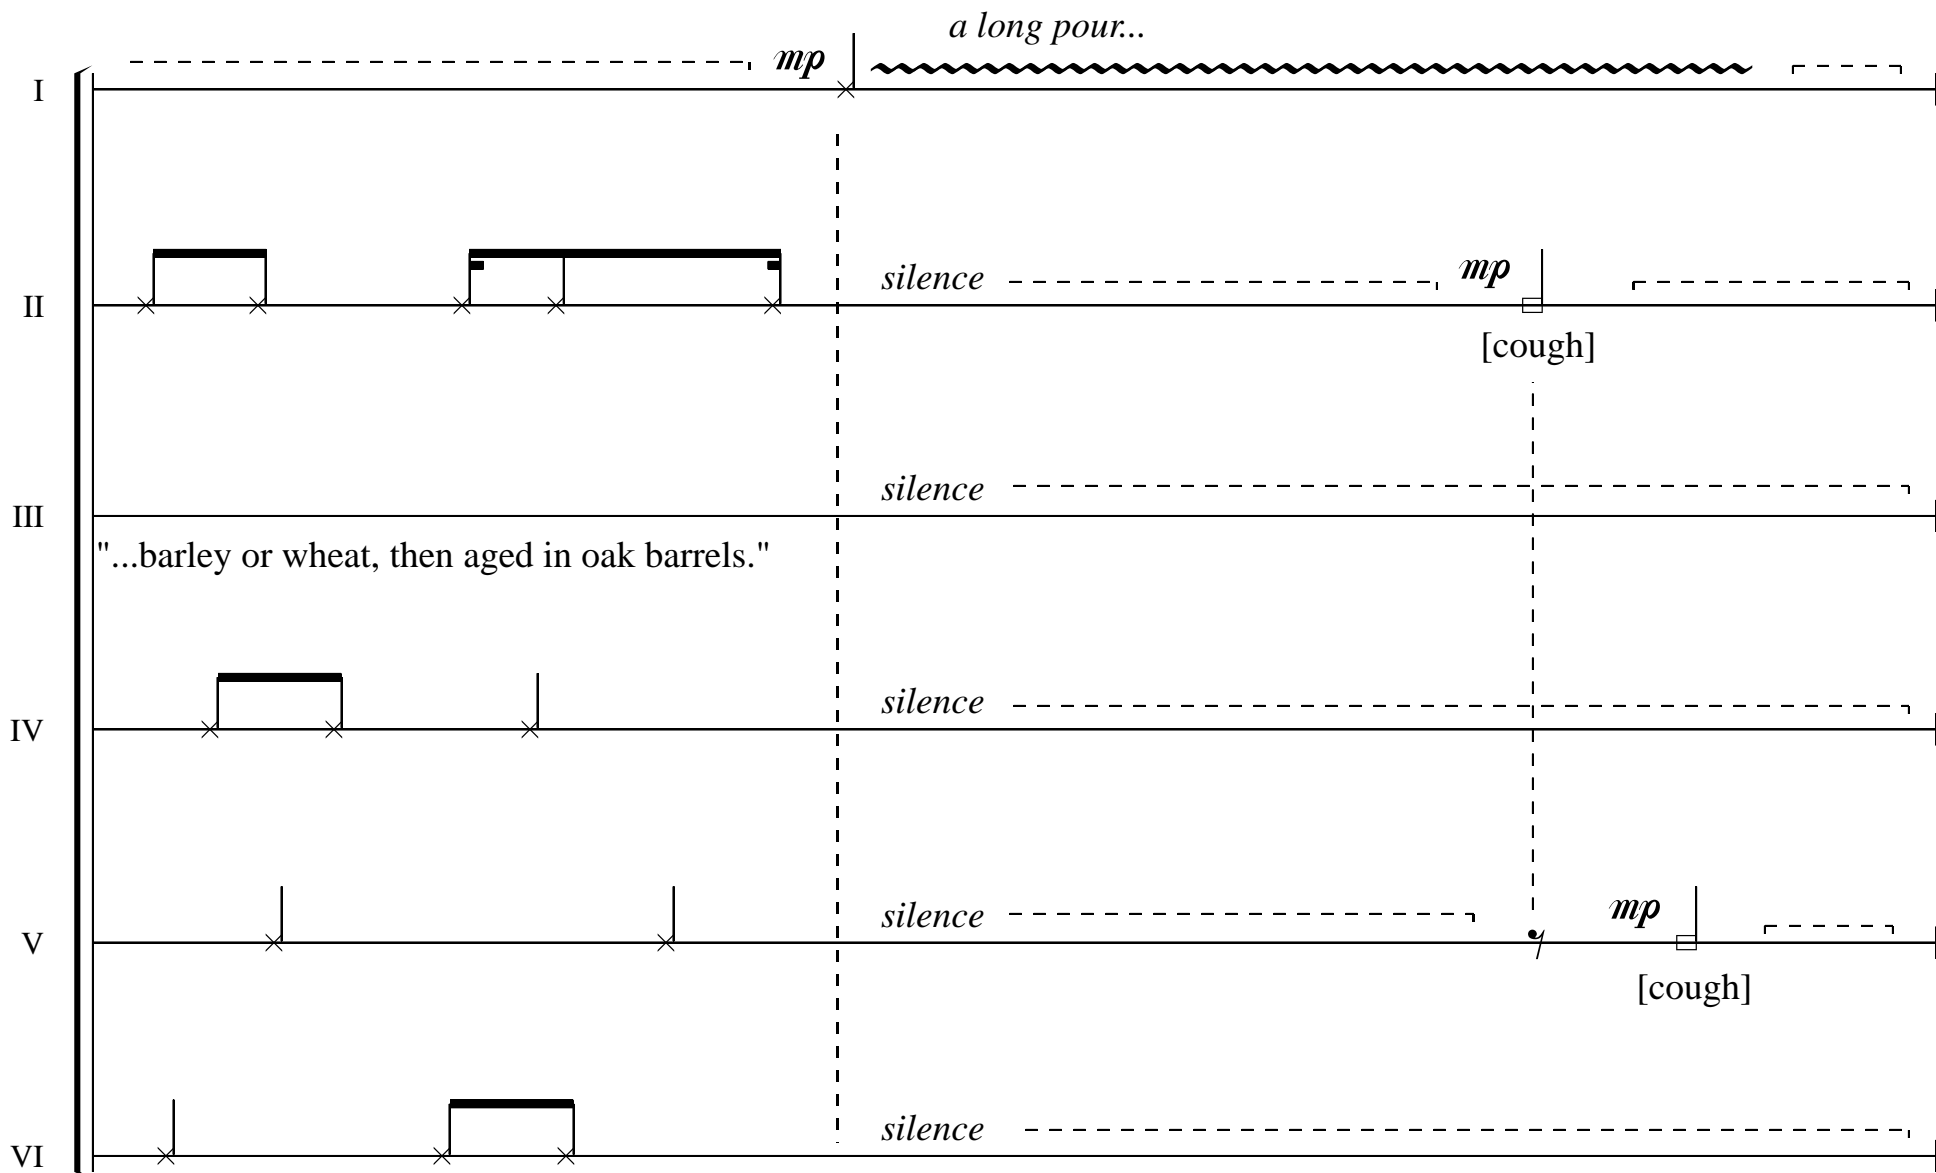 a long pour...
mp
I
silence
mp
II
[cough]
silence
III
"...barley or wheat, then aged in oak barrels."
silence
IV
silence
mp
V
[cough]
silence
VI